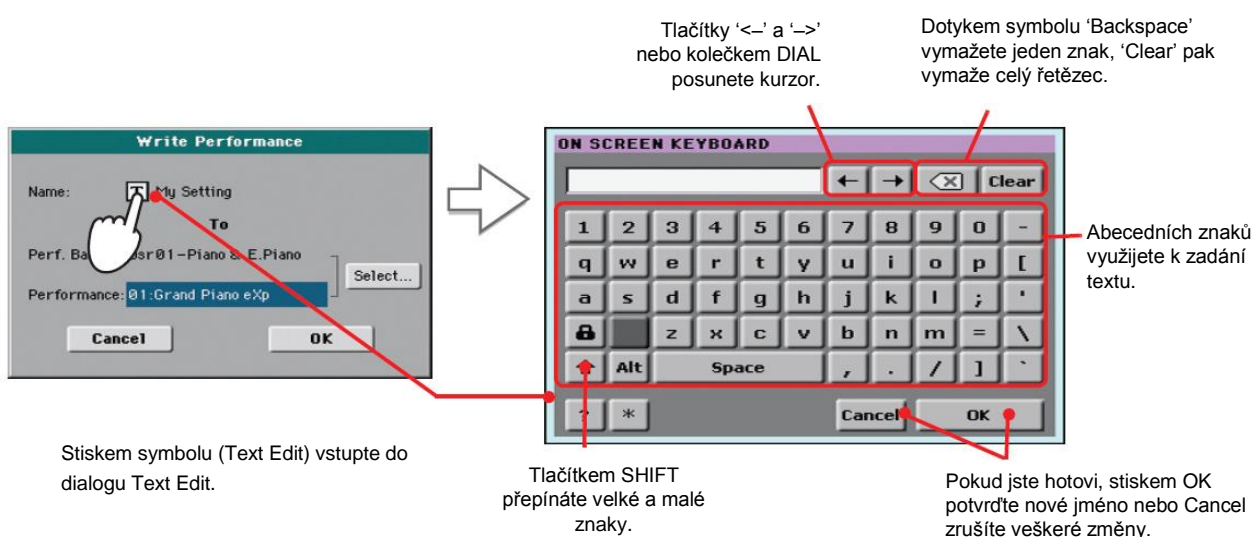 Tlačítky ‘<–’ a ‘–>’
nebo kolečkem DIAL
posunete kurzor.
Dotykem symbolu ‘Backspace’
vymažete jeden znak, ‘Clear’ pak
vymaže celý řetězec.
Write Performance
Name: T My Setting
To
Perf. Ba sr01-Piano & E.Piano
Select...
Performance: 01:Grand Piano eXp
Cancel OK
Stiskem symbolu (Text Edit) vstupte do
dialogu Text Edit.
ON SCREEN KEYBOARD
← → ⌫ Clear
1 2 3 4 5 6 7 8 9 0 -
q w e r t y u i o p [
a s d f g h j k l ; '
z x c v b n m = \
Alt Space , . / ] `
? * Cancel OK
Abecedních znaků
využijete k zadání
textu.
Tlačítkem SHIFT
přepínáte velké a malé
znaky.
Pokud jste hotovi, stiskem OK
potvrďte nové jméno nebo Cancel
zrušíte veškeré změny.